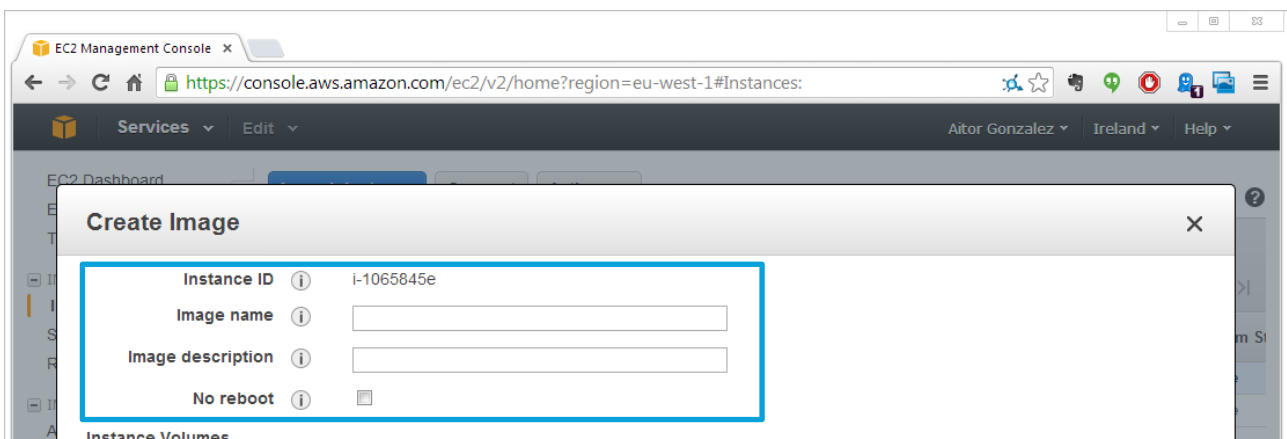 EC2 Management Console
https://console.aws.amazon.com/ec2/v2/home?region=eu-west-1#Instances:
1
Services Edit Aitor Gonzalez Ireland Help
EC2 Dashboard
Create Image
Instance ID i-1065845e
Image name
Image description
No reboot
Instance Volumes